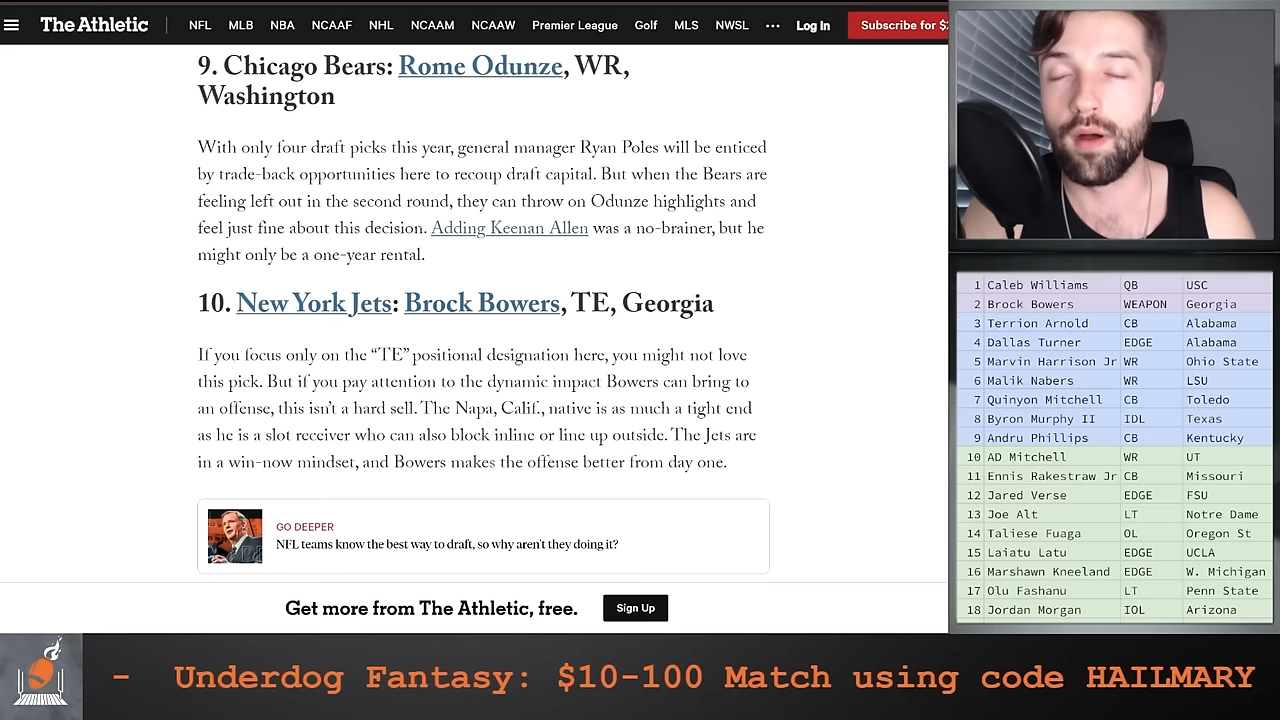 The Athletic
NFL MLB NBA NCAAF NHL NCAAM NCAAW Premier League Golf MLS NWSL ••• Log In Subscribe for $
9. Chicago Bears: Rome Odunze, WR,
Washington
With only four draft picks this year, general manager Ryan Poles will be enticed
by trade-back opportunities here to recoup draft capital. But when the Bears are
feeling left out in the second round, they can throw on Odunze highlights and
feel just fine about this decision. Adding Keenan Allen was a no-brainer, but he
might only be a one-year rental.
10. New York Jets: Brock Bowers, TE, Georgia
If you focus only on the “TE” positional designation here, you might not love
this pick. But if you pay attention to the dynamic impact Bowers can bring to
an offense, this isn’t a hard sell. The Napa, Calif., native is as much a tight end
as he is a slot receiver who can also block inline or line up outside. The Jets are
in a win-now mindset, and Bowers makes the offense better from day one.
GO DEEPER
NFL teams know the best way to draft, so why aren't they doing it?
Get more from The Athletic, free. Sign Up
1 Caleb Williams QB USC
2 Brock Bowers WEAPON Georgia
3 Terrion Arnold CB Alabama
4 Dallas Turner EDGE Alabama
5 Marvin Harrison Jr WR Ohio State
6 Malik Nabers WR LSU
7 Quinyon Mitchell CB Toledo
8 Byron Murphy II IDL Texas
9 Andru Phillips CB Kentucky
10 AD Mitchell WR UT
11 Ennis Rakestraw Jr CB Missouri
12 Jared Verse EDGE FSU
13 Joe Alt LT Notre Dame
14 Taliese Fuaga OL Oregon St
15 Laiatu Latu EDGE UCLA
16 Marshawn Kneeland EDGE W. Michigan
17 Olu Fashanu LT Penn State
18 Jordan Morgan IOL Arizona
- Underdog Fantasy: $10-100 Match using code HAILMARY